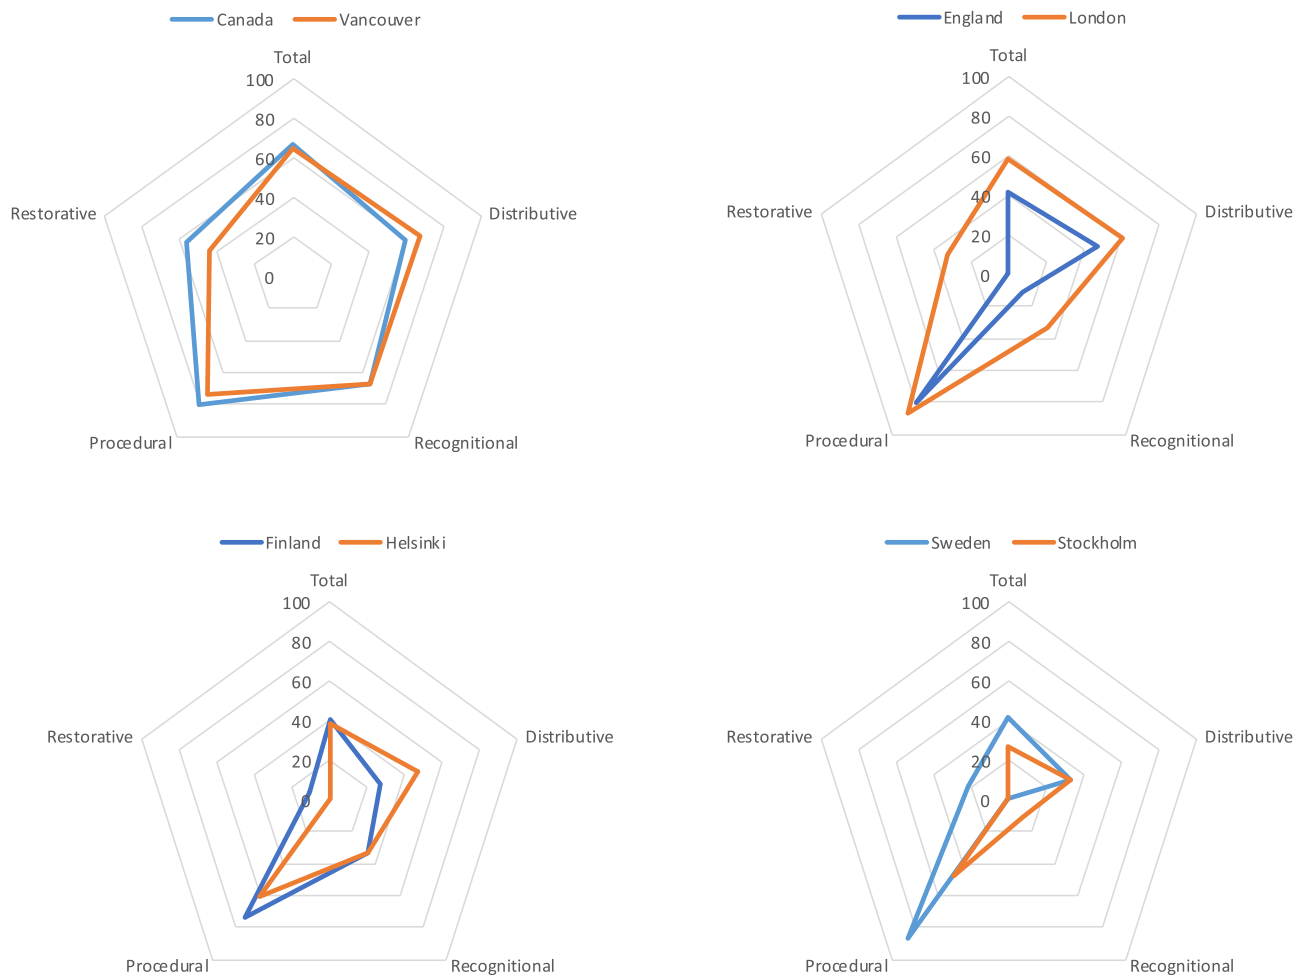 Canada Vancouver
Total
100
80
60
40
20
0
Restorative
Distributive
Procedural
Recognitional
England London
Total
100
80
60
40
20
0
Restorative
Distributive
Procedural
Recognitional
Finland Helsinki
Total
100
80
60
40
20
0
Restorative
Distributive
Procedural
Recognitional
Sweden Stockholm
Total
100
80
60
40
20
0
Restorative
Distributive
Procedural
Recognitional